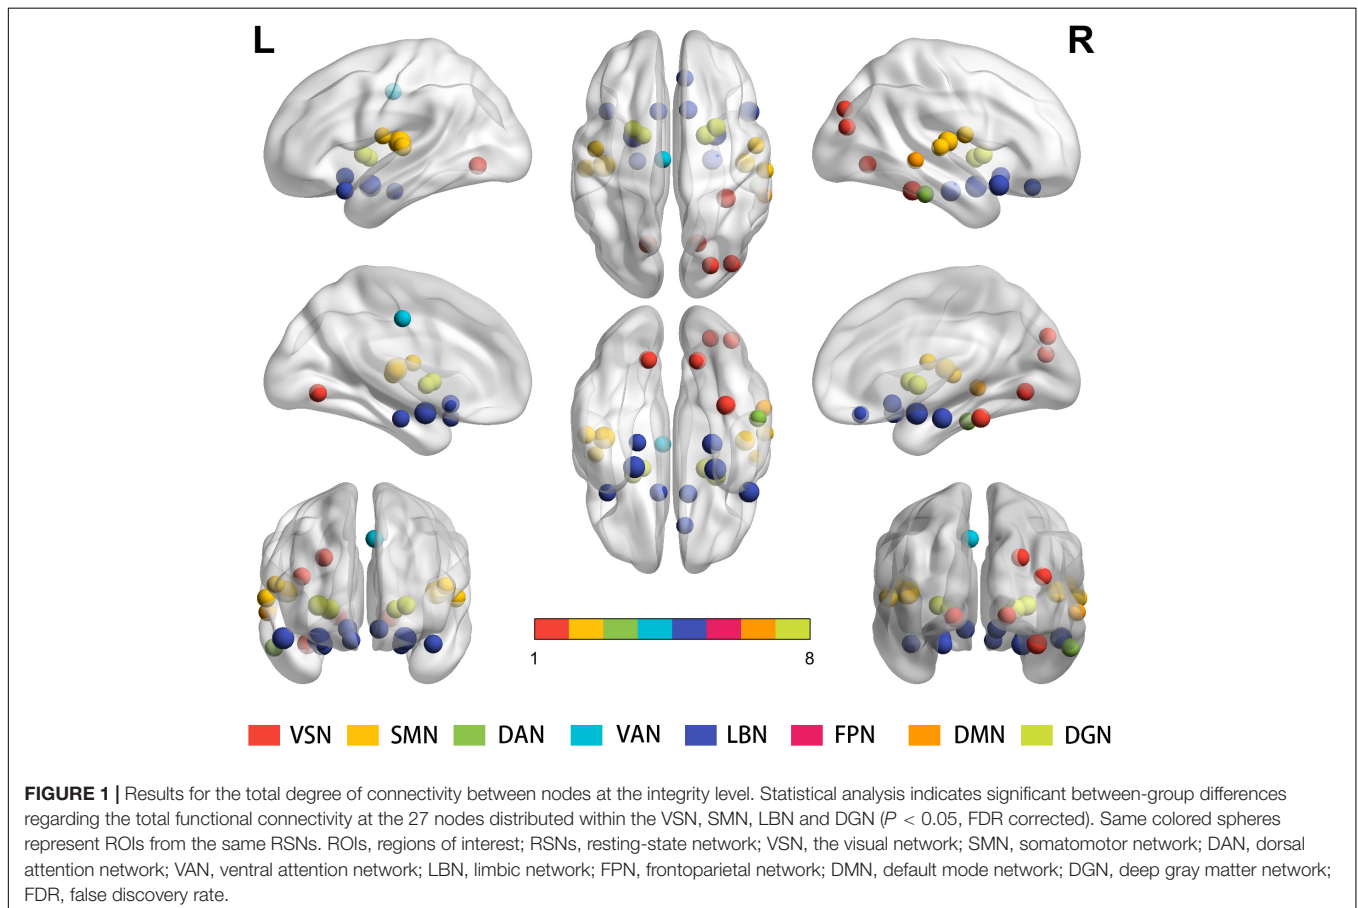 L
R
1
8
VSN SMN DAN VAN LBN FPN DMN DGN
FIGURE 1 | Results for the total degree of connectivity between nodes at the integrity level. Statistical analysis indicates significant between-group differences
regarding the total functional connectivity at the 27 nodes distributed within the VSN, SMN, LBN and DGN (P < 0.05, FDR corrected). Same colored spheres
represent ROIs from the same RSNs. ROIs, regions of interest; RSNs, resting-state network; VSN, the visual network; SMN, somatomotor network; DAN, dorsal
attention network; VAN, ventral attention network; LBN, limbic network; FPN, frontoparietal network; DMN, default mode network; DGN, deep gray matter network;
FDR, false discovery rate.